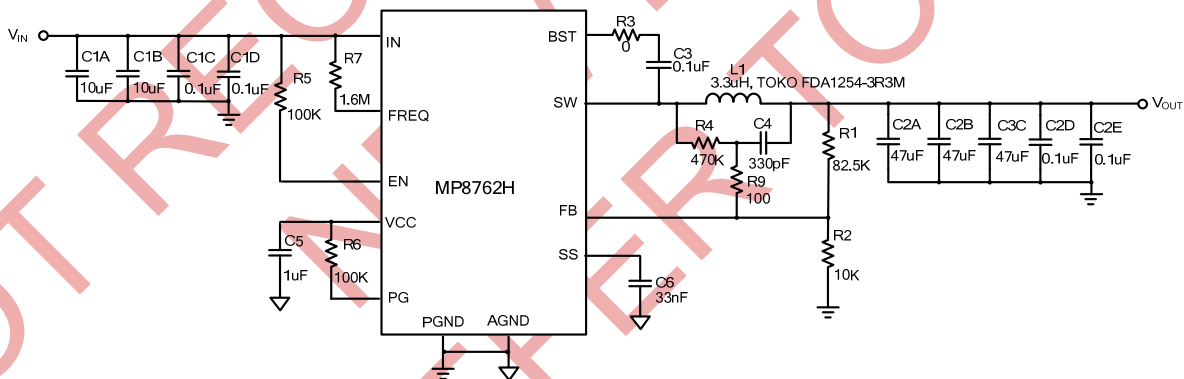 VIN
C1A
10uF
C1B
10uF
C1C
0.1uF
C1D
0.1uF
R5
100K
R7
1.6M
IN
FREQ
EN
VCC
PG
PGND
AGND
MP8762H
BST
SW
FB
SS
C5
1uF
R6
100K
R3
0
C3
0.1uF
L1
3.3uH, TOKO FDA1254-3R3M
R4
470K
C4
330pF
R9
100
R1
82.5K
R2
10K
C6
33nF
C2A
47uF
C2B
47uF
C3C
47uF
C2D
0.1uF
C2E
0.1uF
VOUT